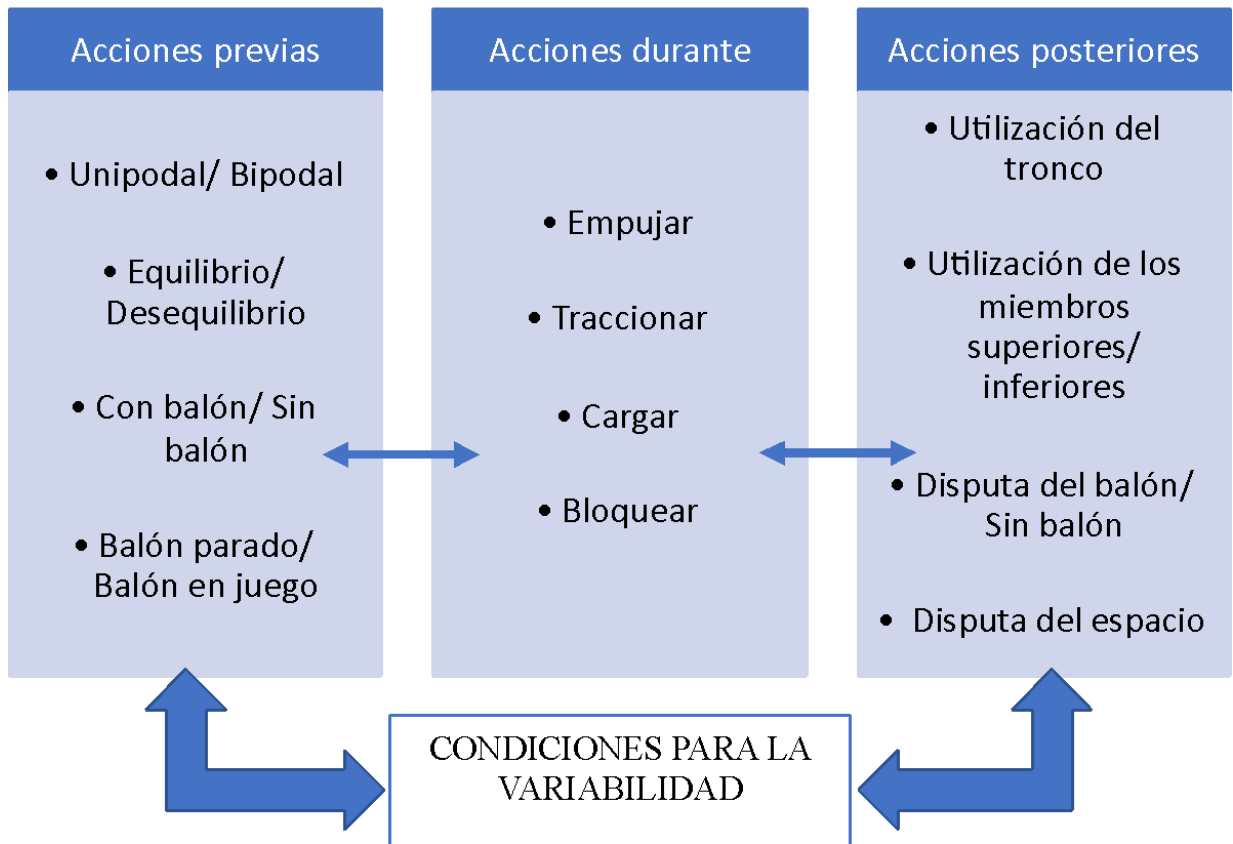 Acciones previas
• Unipodal/ Bipodal
• Equilibrio/
Desequilibrio
• Con balón/ Sin
balón
• Balón parado/
Balón en juego
Acciones durante
• Empujar
• Traccionar
• Cargar
• Bloquear
Acciones posteriores
• Utilización del
tronco
• Utilización de los
miembros
superiores/
inferiores
• Disputa del balón/
Sin balón
• Disputa del espacio
CONDICIONES PARA LA
VARIABILIDAD